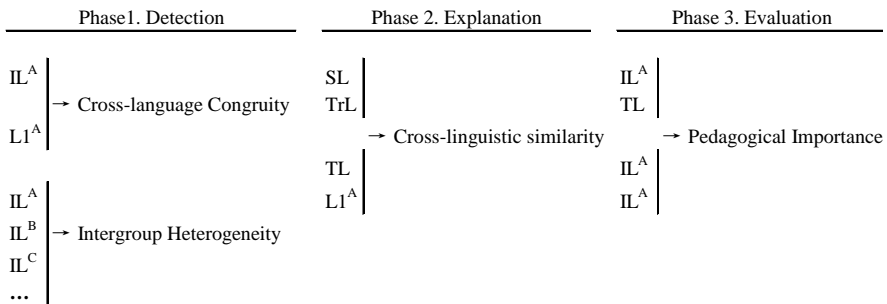 Phase1. Detection
Phase 2. Explanation
Phase 3. Evaluation
IL^A
→ Cross-language Congruity
L1^A
IL^A
IL^B
→ Intergroup Heterogeneity
IL^C
...
SL
TrL
→ Cross-linguistic similarity
TL
L1^A
IL^A
TL
→ Pedagogical Importance
IL^A
IL^A